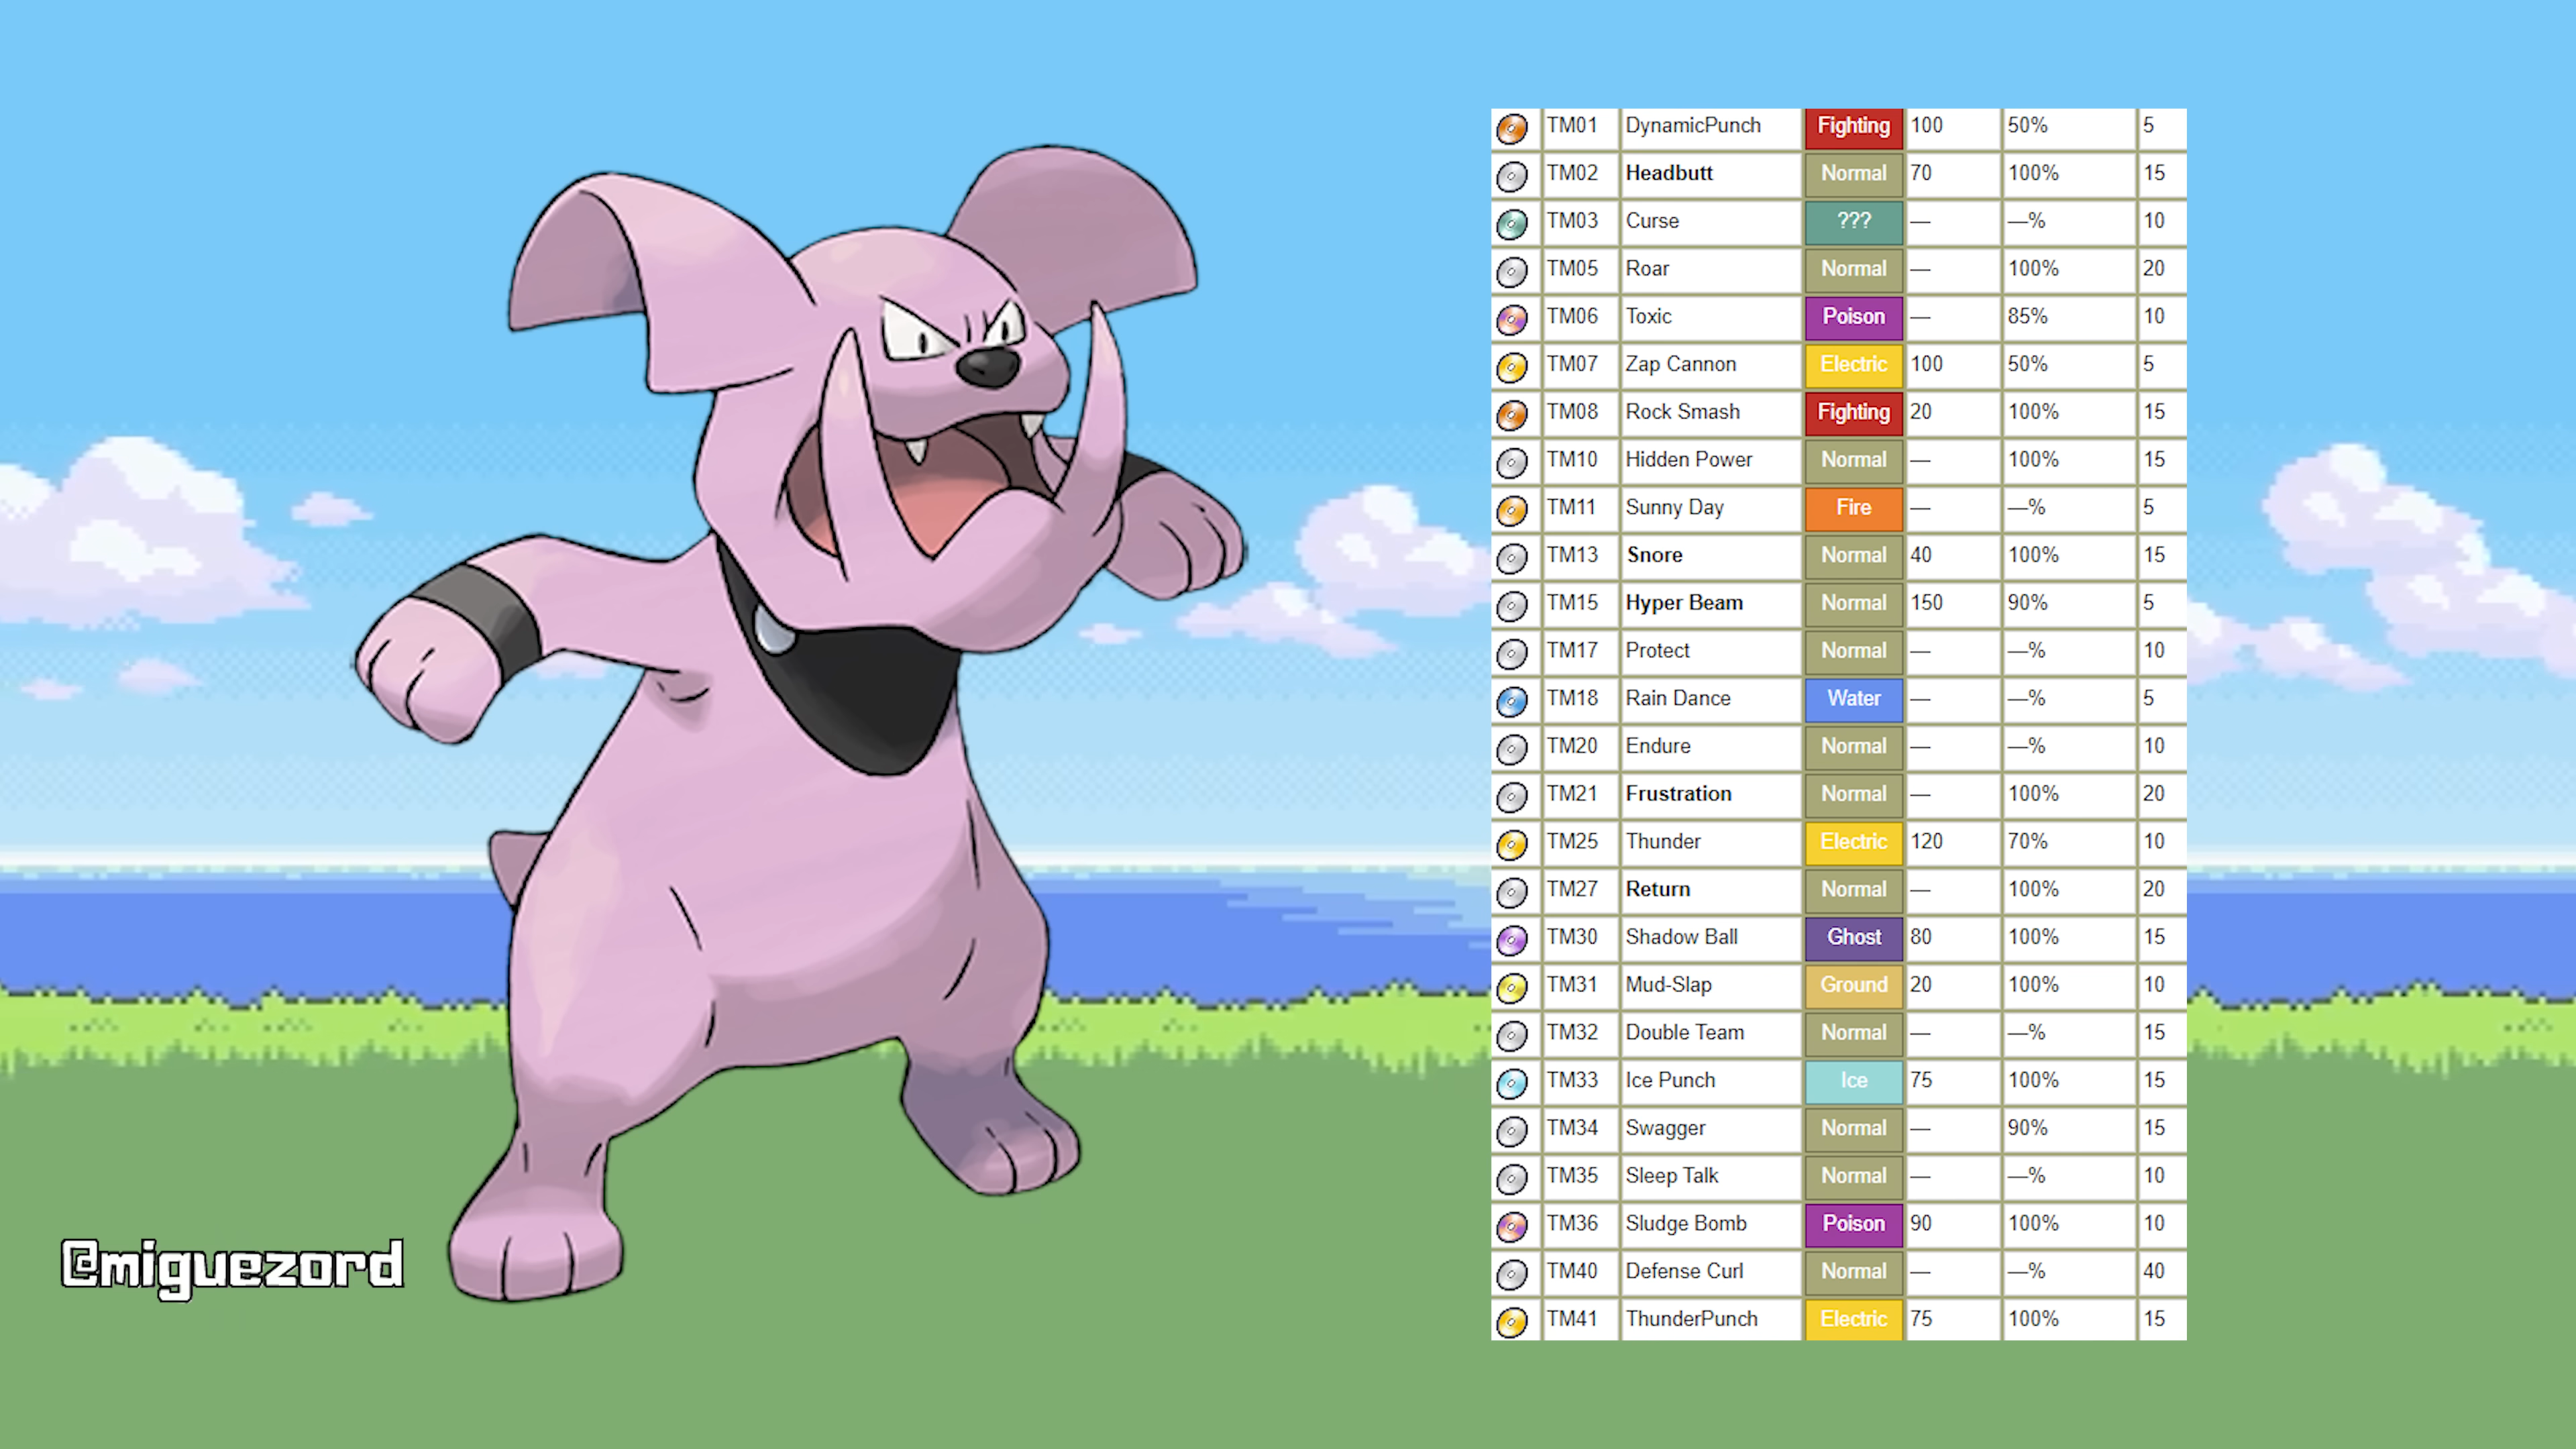 TM01 DynamicPunch Fighting 100 50% 5
TM02 Headbutt Normal 70 100% 15
TM03 Curse ??? — —% 10
TM05 Roar Normal — 100% 20
TM06 Toxic Poison — 85% 10
TM07 Zap Cannon Electric 100 50% 5
TM08 Rock Smash Fighting 20 100% 15
TM10 Hidden Power Normal — 100% 15
TM11 Sunny Day Fire — —% 5
TM13 Snore Normal 40 100% 15
TM15 Hyper Beam Normal 150 90% 5
TM17 Protect Normal — —% 10
TM18 Rain Dance Water — —% 5
TM20 Endure Normal — —% 10
TM21 Frustration Normal — 100% 20
TM25 Thunder Electric 120 70% 10
TM27 Return Normal — 100% 20
TM30 Shadow Ball Ghost 80 100% 15
TM31 Mud-Slap Ground 20 100% 10
TM32 Double Team Normal — —% 15
TM33 Ice Punch Ice 75 100% 15
TM34 Swagger Normal — 90% 15
TM35 Sleep Talk Normal — —% 10
TM36 Sludge Bomb Poison 90 100% 10
TM40 Defense Curl Normal — —% 40
TM41 ThunderPunch Electric 75 100% 15
@miguezord